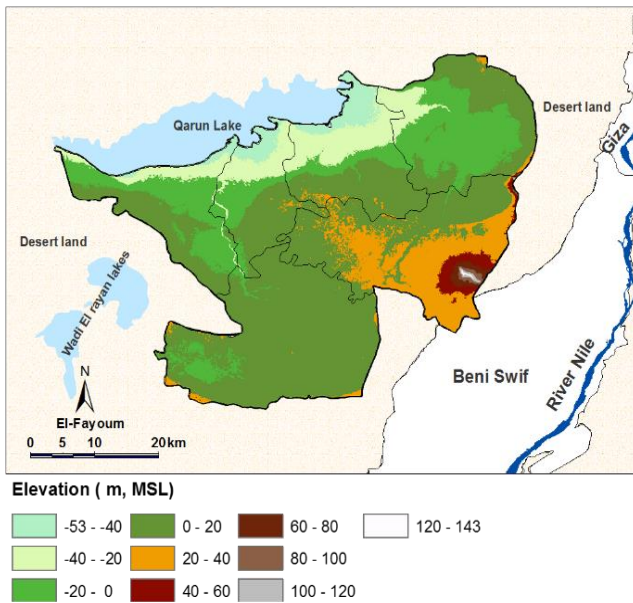 Qarun Lake
Desert land
Giza
Desert land
Wadi El rayan lakes
N
El-Fayoum
0 5 10 20 km
Beni Swif
River Nile
Elevation ( m, MSL)
-53 - -40
0 - 20
60 - 80
120 - 143
-40 - -20
20 - 40
80 - 100
-20 - 0
40 - 60
100 - 120